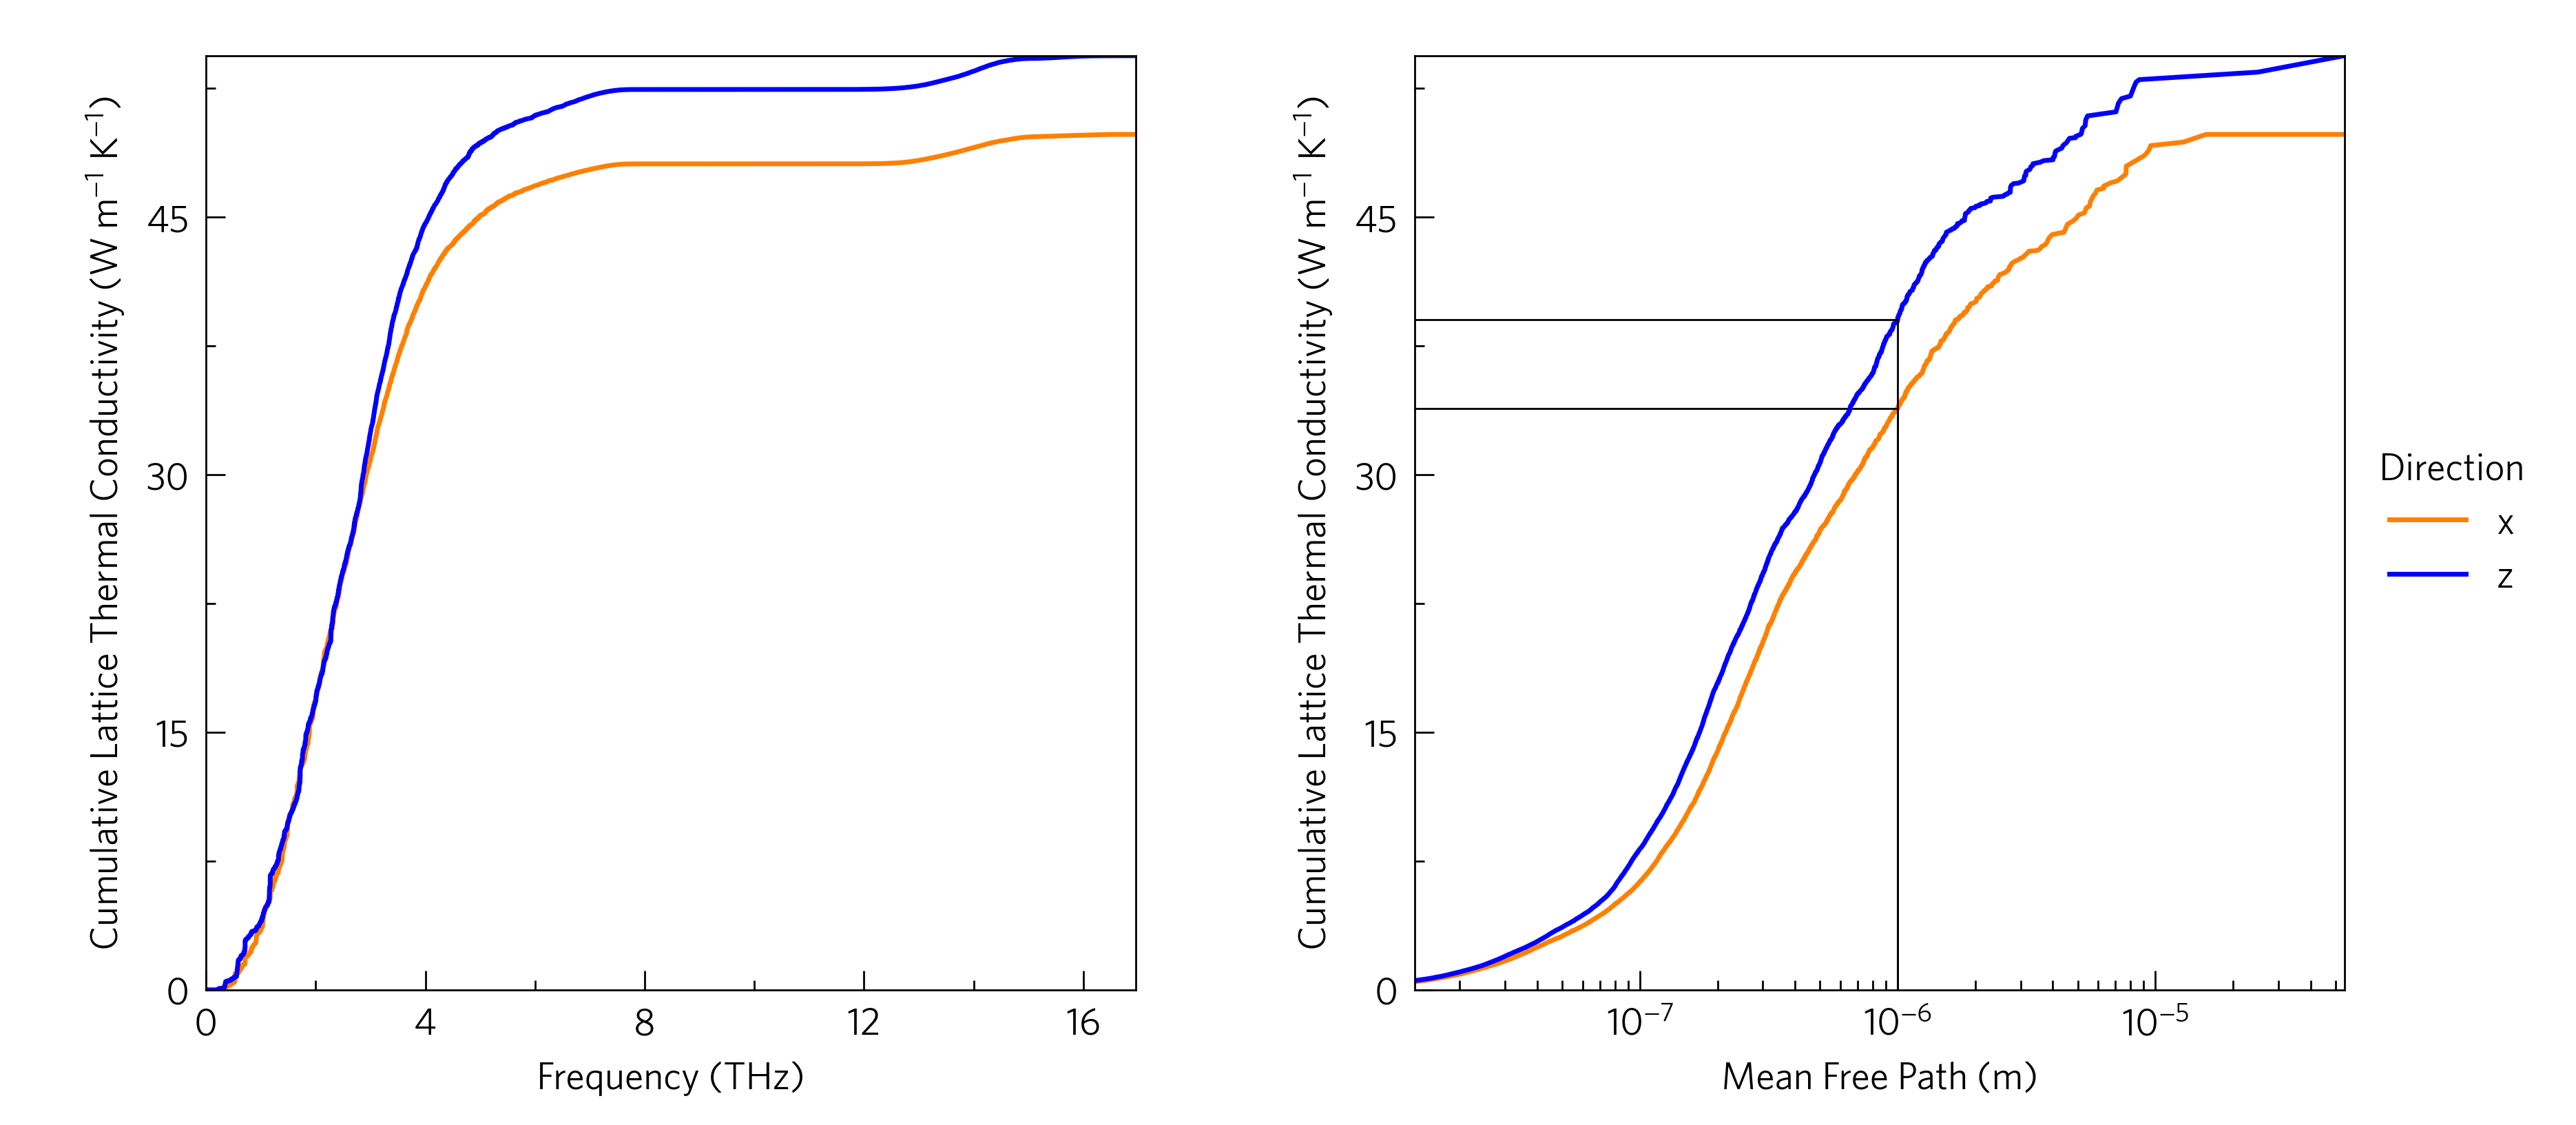 Cumulative Lattice Thermal Conductivity (W m⁻¹ K⁻¹)
45
30
15
0
0 4 8 12 16
Frequency (THz)
Cumulative Lattice Thermal Conductivity (W m⁻¹ K⁻¹)
45
30
15
0
10⁻⁷ 10⁻⁶ 10⁻⁵
Mean Free Path (m)
Direction
x
z